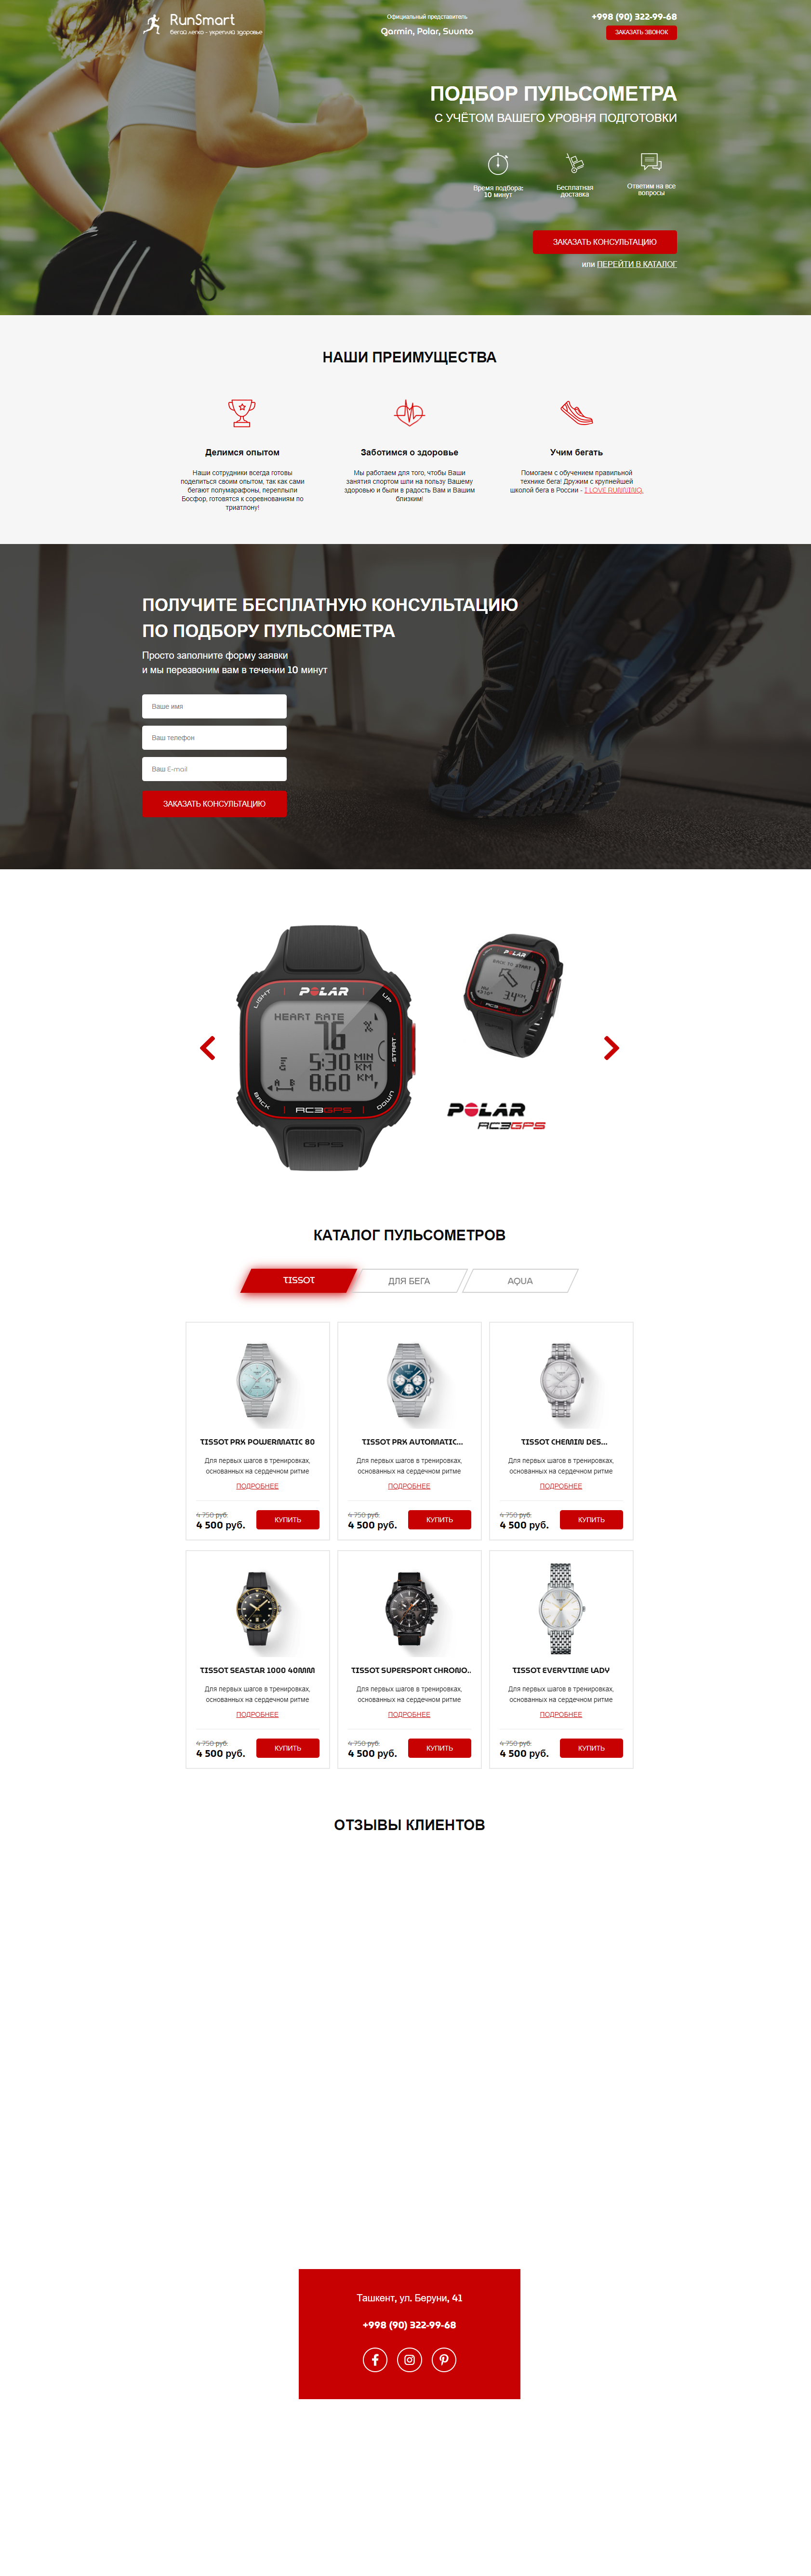 RunSmart
бегай легко - укрепляй здоровье
Официальный представитель
Garmin, Polar, Suunto
+998 (90) 322-99-68
ЗАКАЗАТЬ ЗВОНОК
ПОДБОР ПУЛЬСОМЕТРА
С УЧЁТОМ ВАШЕГО УРОВНЯ ПОДГОТОВКИ
Время подбора:
10 минут
Бесплатная
доставка
Ответим на все
вопросы
ЗАКАЗАТЬ КОНСУЛЬТАЦИЮ
или ПЕРЕЙТИ В КАТАЛОГ
НАШИ ПРЕИМУЩЕСТВА
Делимся опытом
Наши сотрудники всегда готовы
поделиться своим опытом, так как сами
бегают полумарафоны, переплыли
Босфор, готовятся к соревнованиям по
триатлону!
Заботимся о здоровье
Мы работаем для того, чтобы Ваши
занятия спортом шли на пользу Вашему
здоровью и были в радость Вам и Вашим
близким!
Учим бегать
Помогаем с обучением правильной
технике бега! Дружим с крупнейшей
школой бега в России - I LOVE RUNNING.
ПОЛУЧИТЕ БЕСПЛАТНУЮ КОНСУЛЬТАЦИЮ
ПО ПОДБОРУ ПУЛЬСОМЕТРА
Просто заполните форму заявки
и мы перезвоним вам в течении 10 минут
Ваше имя
Ваш телефон
Ваш E-mail
ЗАКАЗАТЬ КОНСУЛЬТАЦИЮ
LIGHT
POLAR
UP
HEART RATE
76
5:30 MIN KM
8.60 KM
START
BACK
RC3GPS
DOWN
GPS
POLAR
BACK TO START
3.4
RC3GPS
POLAR
RC3GPS
КАТАЛОГ ПУЛЬСОМЕТРОВ
TISSOT
ДЛЯ БЕГА
AQUA
TISSOT PRX POWERMATIC 80
Для первых шагов в тренировках,
основанных на сердечном ритме
ПОДРОБНЕЕ
4 750 руб.
4 500 руб.
КУПИТЬ
TISSOT PRX AUTOMATIC...
Для первых шагов в тренировках,
основанных на сердечном ритме
ПОДРОБНЕЕ
4 750 руб.
4 500 руб.
КУПИТЬ
TISSOT CHEMIN DES...
Для первых шагов в тренировках,
основанных на сердечном ритме
ПОДРОБНЕЕ
4 750 руб.
4 500 руб.
КУПИТЬ
TISSOT SEASTAR 1000 40MM
Для первых шагов в тренировках,
основанных на сердечном ритме
ПОДРОБНЕЕ
4 750 руб.
4 500 руб.
КУПИТЬ
TISSOT SUPERSPORT CHRONO..
Для первых шагов в тренировках,
основанных на сердечном ритме
ПОДРОБНЕЕ
4 750 руб.
4 500 руб.
КУПИТЬ
TISSOT EVERYTIME LADY
Для первых шагов в тренировках,
основанных на сердечном ритме
ПОДРОБНЕЕ
4 750 руб.
4 500 руб.
КУПИТЬ
ОТЗЫВЫ КЛИЕНТОВ
Ташкент, ул. Беруни, 41
+998 (90) 322-99-68